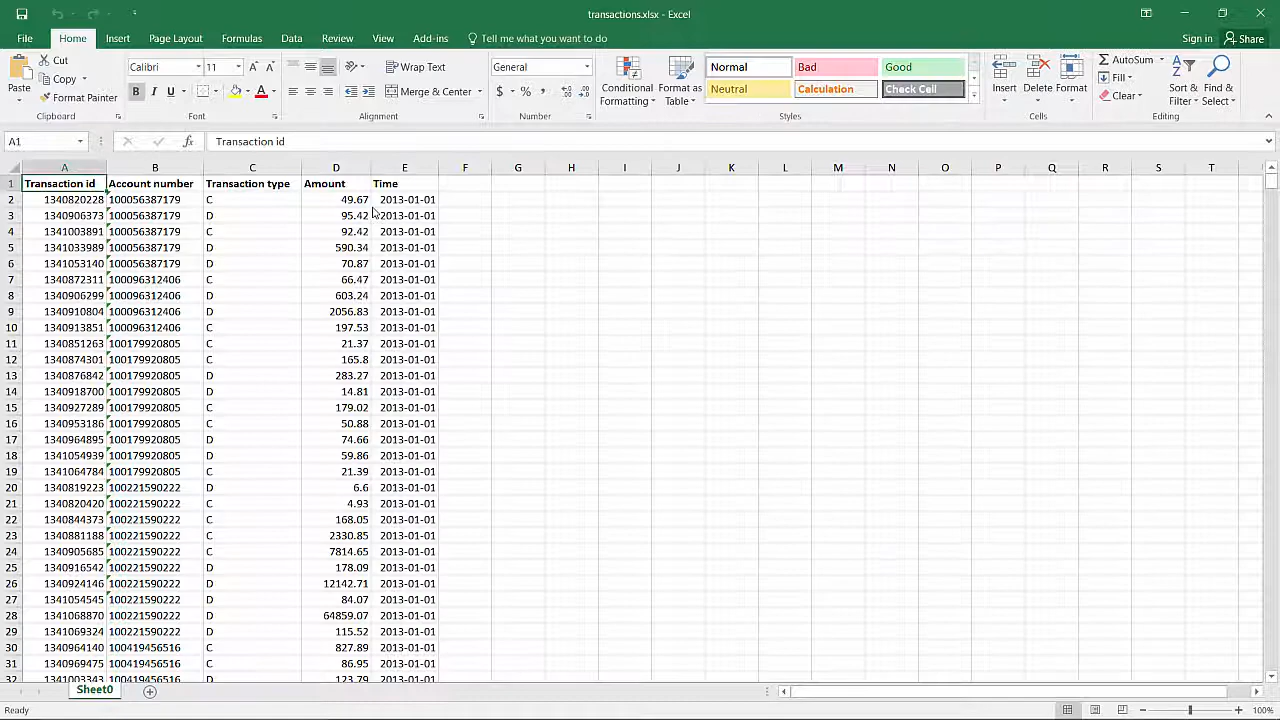 transactions.xlsx - Excel
File Home Insert Page Layout Formulas Data Review View Add-ins Tell me what you want to do Sign in Share
Paste Cut Copy Format Painter Clipboard
Calibri 11 B I U A Font
Wrap Text Merge & Center Alignment
General $ % , Number
Conditional Formatting Format as Table
Normal Bad Good
Neutral Calculation Check Cell
Styles
Insert Delete Format Cells
AutoSum Fill Clear Sort & Filter Find & Select Editing
A1 fx Transaction id
A B C D E F G H I J K L M N O P Q R S T
1 Transaction id Account number Transaction type Amount Time
2 1340820228 100056387179 C 49.67 2013-01-01
3 1340906373 100056387179 D 95.42 2013-01-01
4 1341003891 100056387179 C 92.42 2013-01-01
5 1341033989 100056387179 D 590.34 2013-01-01
6 1341053140 100056387179 D 70.87 2013-01-01
7 1340872311 100096312406 C 66.47 2013-01-01
8 1340906299 100096312406 D 603.24 2013-01-01
9 1340910804 100096312406 D 2056.83 2013-01-01
10 1340913851 100096312406 C 197.53 2013-01-01
11 1340851263 100179920805 C 21.37 2013-01-01
12 1340874301 100179920805 C 165.8 2013-01-01
13 1340876842 100179920805 D 283.27 2013-01-01
14 1340918700 100179920805 D 14.81 2013-01-01
15 1340927289 100179920805 C 179.02 2013-01-01
16 1340953186 100179920805 C 50.88 2013-01-01
17 1340964895 100179920805 D 74.66 2013-01-01
18 1341054939 100179920805 D 59.86 2013-01-01
19 1341064784 100179920805 C 21.39 2013-01-01
20 1340819223 100221590222 D 6.6 2013-01-01
21 1340820420 100221590222 C 4.93 2013-01-01
22 1340844373 100221590222 C 168.05 2013-01-01
23 1340881188 100221590222 C 2330.85 2013-01-01
24 1340905685 100221590222 C 7814.65 2013-01-01
25 1340916542 100221590222 D 178.09 2013-01-01
26 1340924146 100221590222 D 12142.71 2013-01-01
27 1341054545 100221590222 D 84.07 2013-01-01
28 1341068870 100221590222 D 64859.07 2013-01-01
29 1341069324 100221590222 D 115.52 2013-01-01
30 1340964140 100419456516 C 827.89 2013-01-01
31 1340969475 100419456516 C 86.95 2013-01-01
32 1341003343 100419456516 D 123.79 2013-01-01
Sheet0
Ready 100%